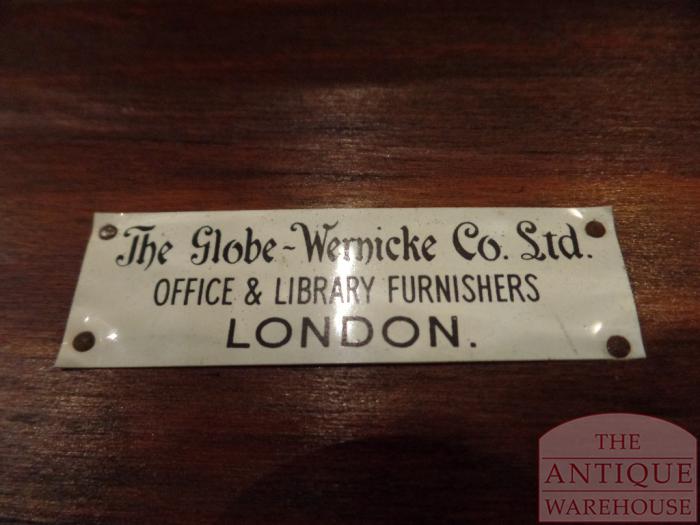 The Globe~Wernicke Co. Ltd.
OFFICE & LIBRARY FURNISHERS
LONDON.
THE
ANTIQUE
WAREHOUSE